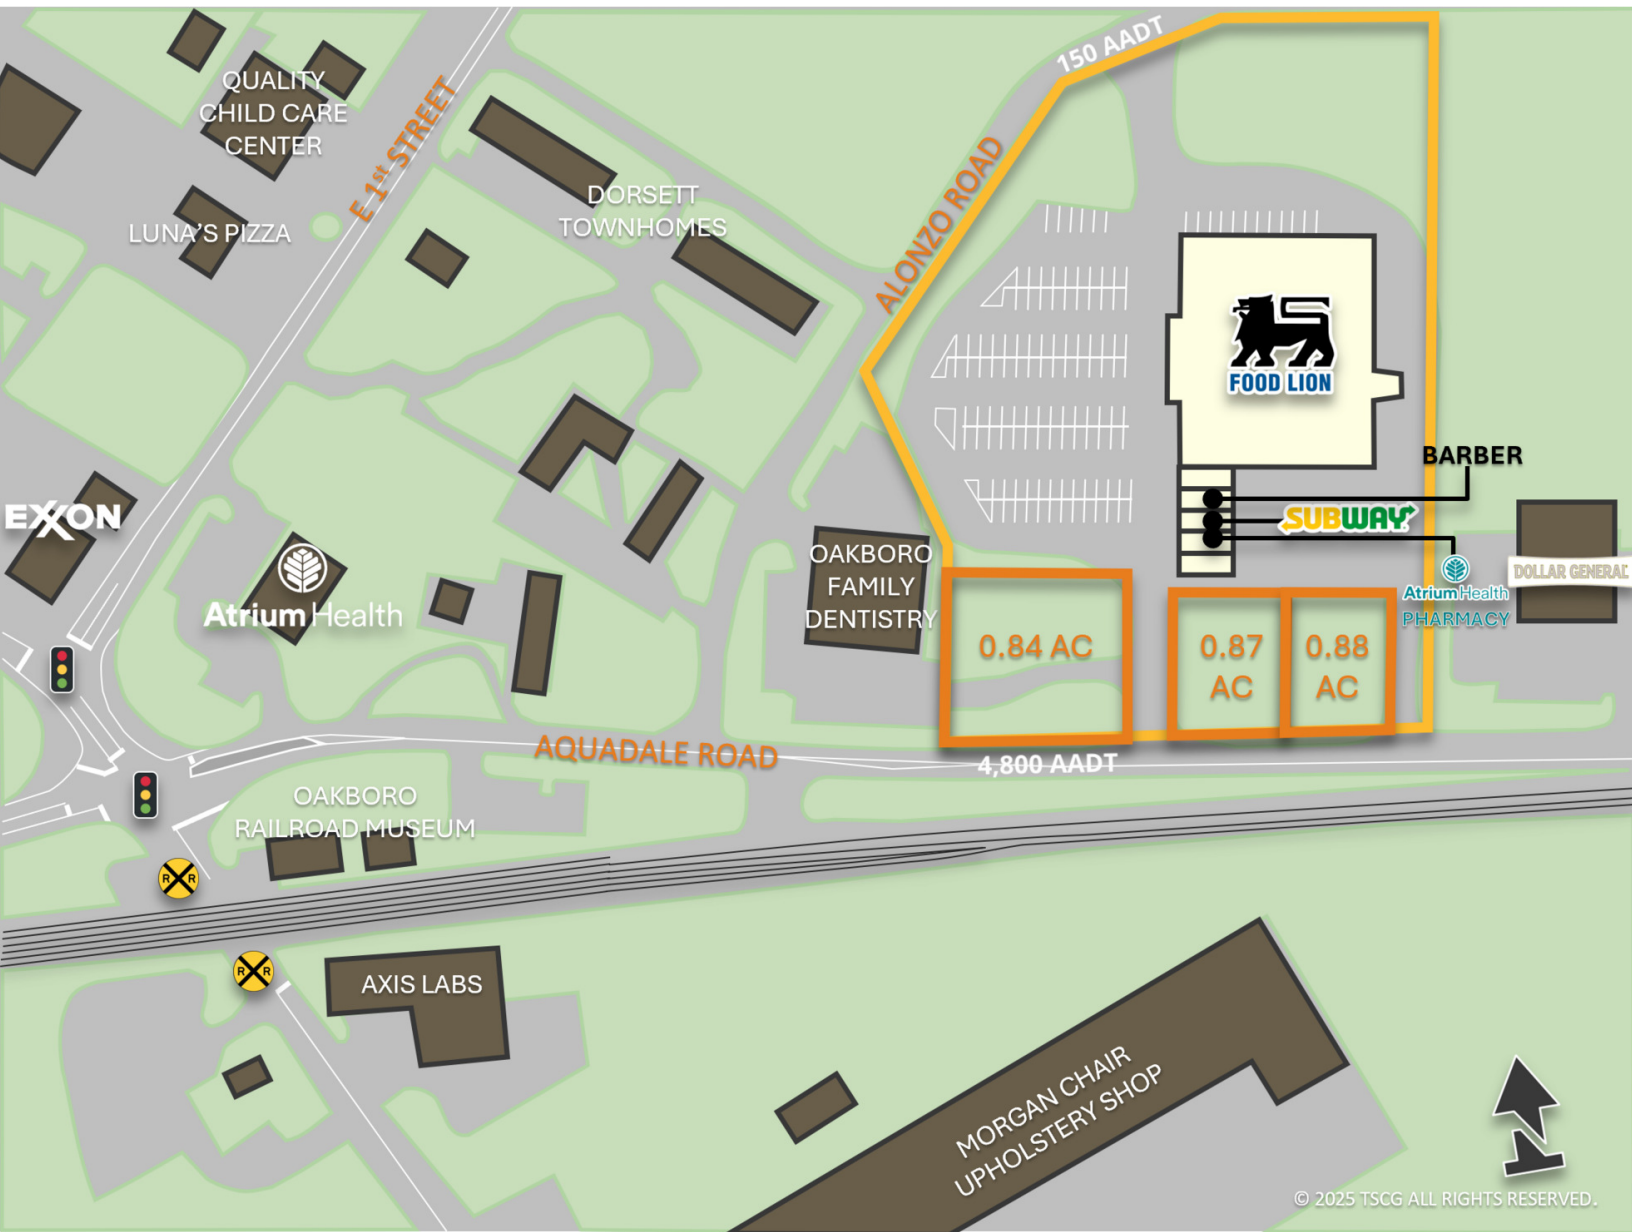 150 AADT
QUALITY
CHILD CARE
CENTER
E 1st STREET
ALONZO ROAD
DORSETT
TOWNHOMES
LUNA'S PIZZA
FOOD LION
BARBER
EXXON
SUBWAY
OAKBORO
FAMILY
DENTISTRY
DOLLAR GENERAL
Atrium Health
PHARMACY
Atrium Health
0.84 AC
0.87
AC
0.88
AC
AQUADALE ROAD
4,800 AADT
OAKBORO
RAILROAD MUSEUM
R R
R R
AXIS LABS
MORGAN CHAIR
UPHOLSTERY SHOP
© 2025 TSCG ALL RIGHTS RESERVED.